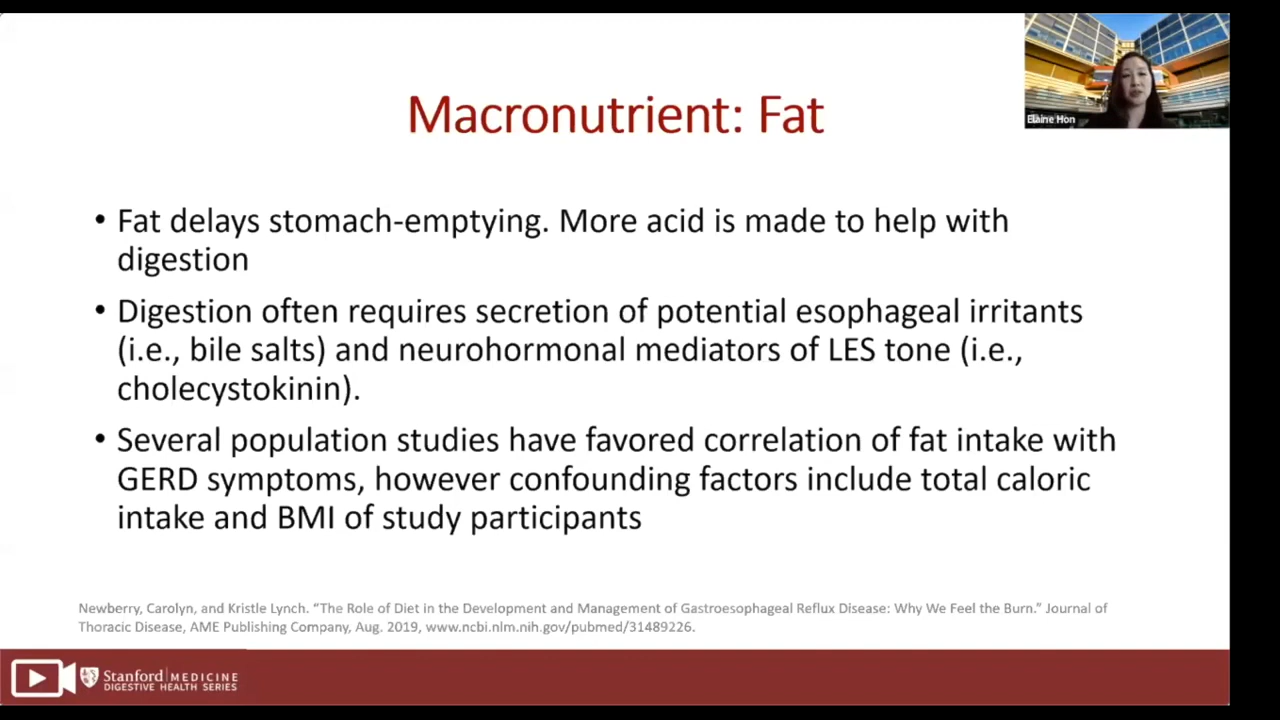 Macronutrient: Fat
Elaine Hon
• Fat delays stomach-emptying. More acid is made to help with
digestion
• Digestion often requires secretion of potential esophageal irritants
(i.e., bile salts) and neurohormonal mediators of LES tone (i.e.,
cholecystokinin).
• Several population studies have favored correlation of fat intake with
GERD symptoms, however confounding factors include total caloric
intake and BMI of study participants
Newberry, Carolyn, and Kristle Lynch. “The Role of Diet in the Development and Management of Gastroesophageal Reflux Disease: Why We Feel the Burn.” Journal of
Thoracic Disease, AME Publishing Company, Aug. 2019, www.ncbi.nlm.nih.gov/pubmed/31489226.
Stanford | MEDICINE
DIGESTIVE HEALTH SERIES